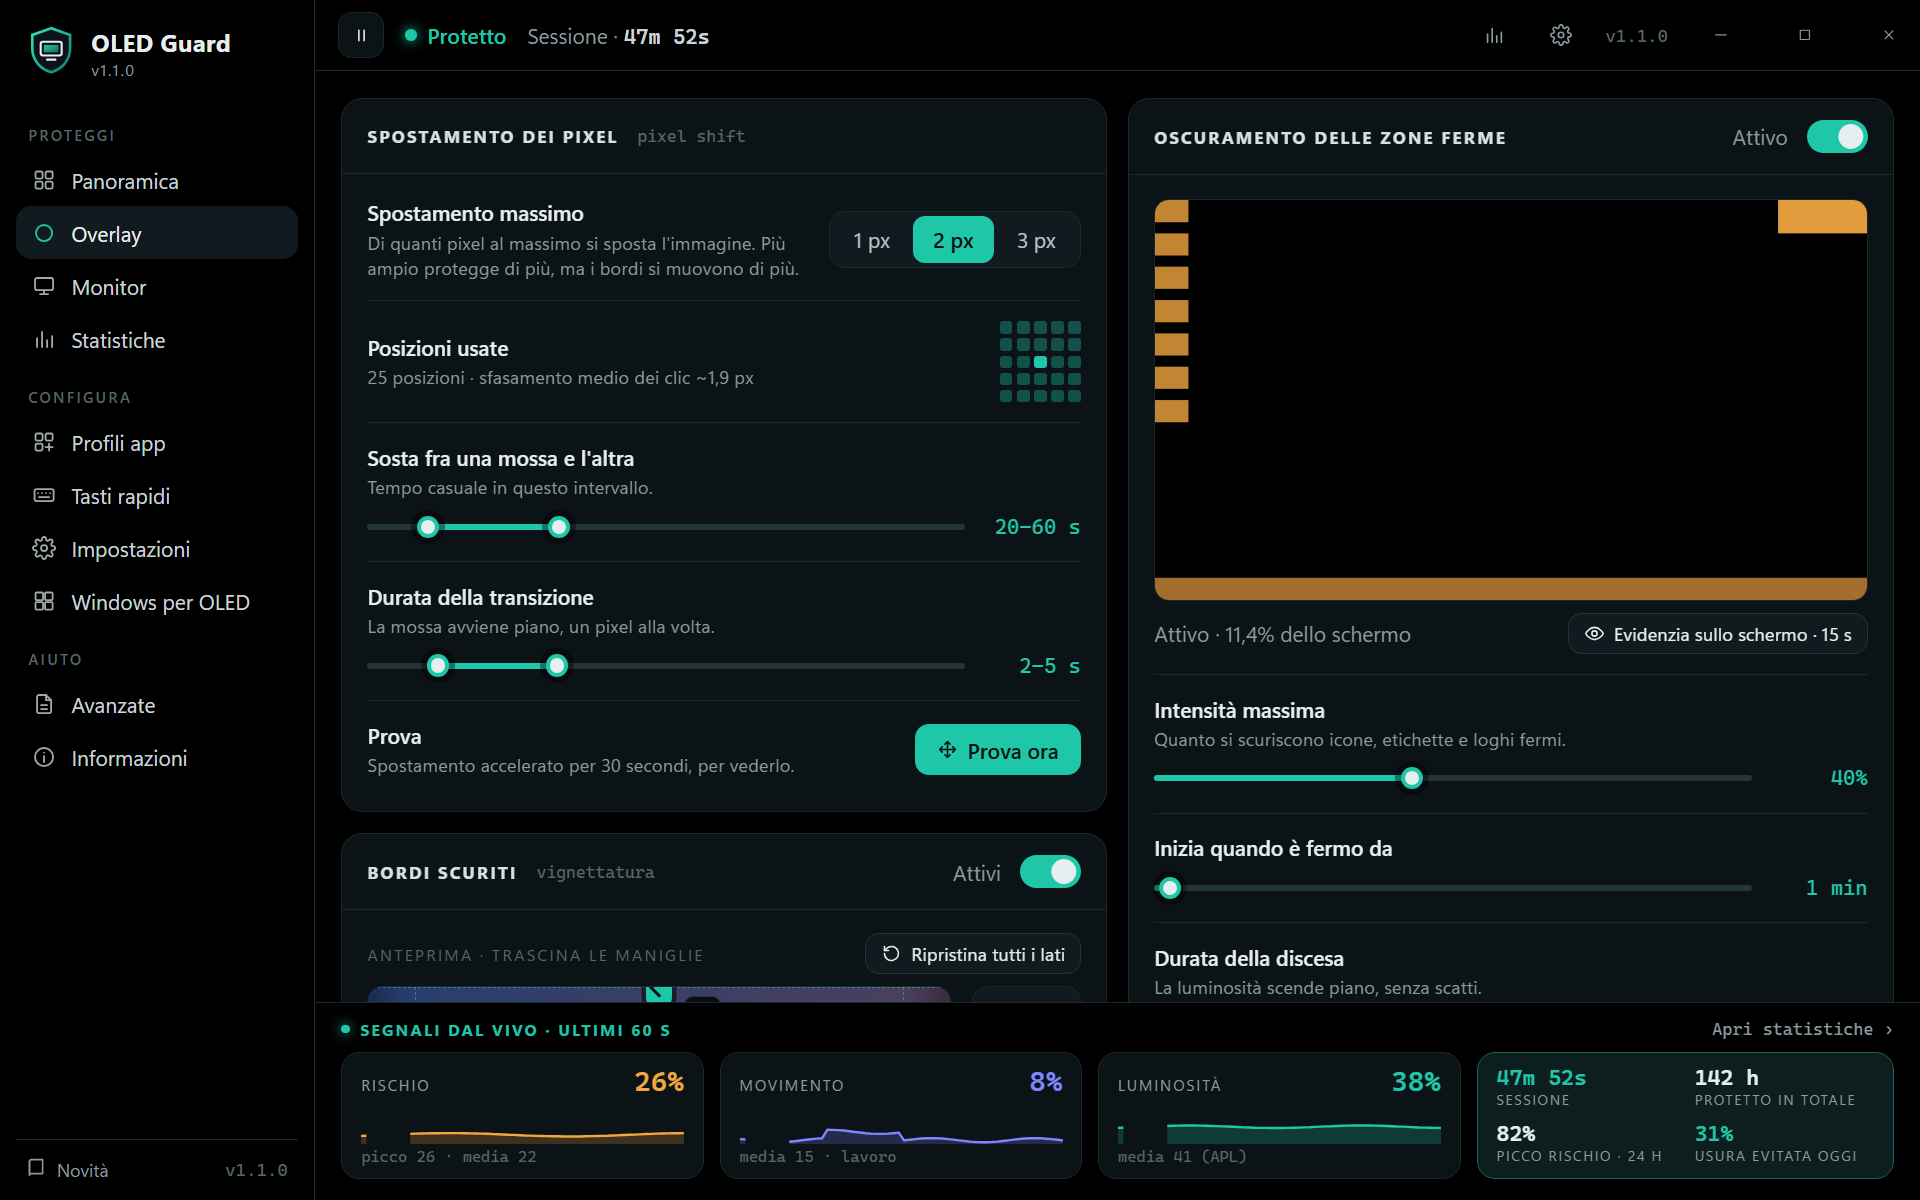 OLED Guard
v1.1.0
PROTEGGI
Panoramica
Overlay
Monitor
Statistiche
CONFIGURA
Profili app
Tasti rapidi
Impostazioni
Windows per OLED
AIUTO
Avanzate
Informazioni
Novità v1.1.0
Protetto Sessione · 47m 52s
v1.1.0
SPOSTAMENTO DEI PIXEL pixel shift
Spostamento massimo
Di quanti pixel al massimo si sposta l'immagine. Più
ampio protegge di più, ma i bordi si muovono di più.
1 px 2 px 3 px
Posizioni usate
25 posizioni · sfasamento medio dei clic ~1,9 px
Sosta fra una mossa e l'altra
Tempo casuale in questo intervallo.
20–60 s
Durata della transizione
La mossa avviene piano, un pixel alla volta.
2–5 s
Prova
Spostamento accelerato per 30 secondi, per vederlo.
Prova ora
BORDI SCURITI vignettatura Attivi
ANTEPRIMA · TRASCINA LE MANIGLIE
Ripristina tutti i lati
OSCURAMENTO DELLE ZONE FERME Attivo
Attivo · 11,4% dello schermo
Evidenzia sullo schermo · 15 s
Intensità massima
Quanto si scuriscono icone, etichette e loghi fermi.
40%
Inizia quando è fermo da
1 min
Durata della discesa
La luminosità scende piano, senza scatti.
SEGNALI DAL VIVO · ULTIMI 60 S
Apri statistiche ›
RISCHIO 26%
picco 26 · media 22
MOVIMENTO 8%
media 15 · lavoro
LUMINOSITÀ 38%
media 41 (APL)
47m 52s
SESSIONE
142 h
PROTETTO IN TOTALE
82%
PICCO RISCHIO · 24 H
31%
USURA EVITATA OGGI